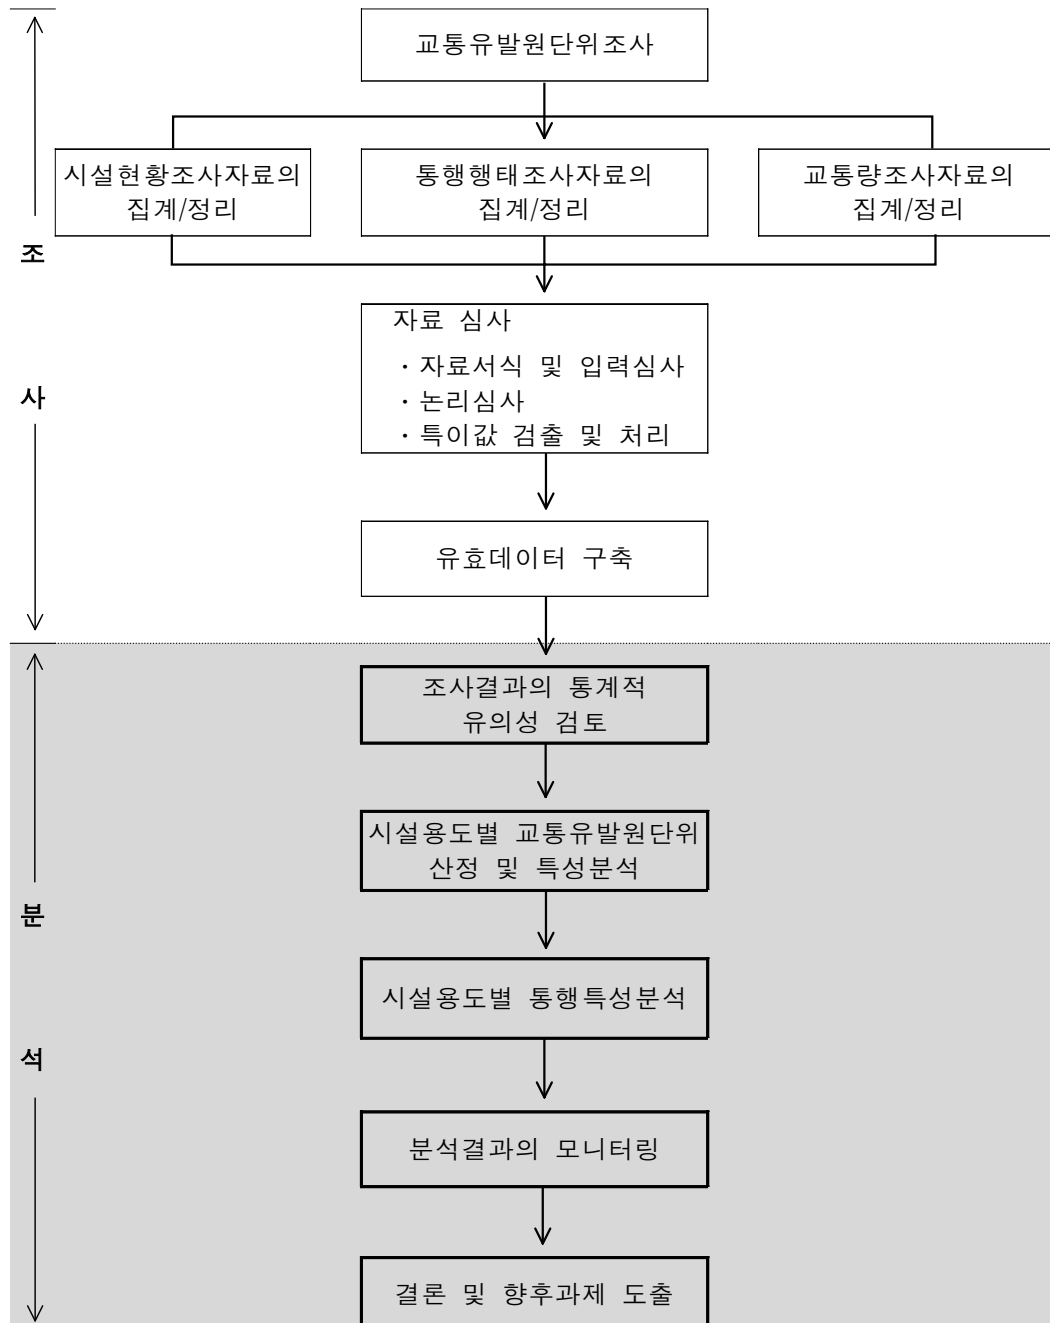 교통유발원단위조사
시설현황조사자료의
집계/정리
통행행태조사자료의
집계/정리
교통량조사자료의
집계/정리
조
자료 심사
· 자료서식 및 입력심사
· 논리심사
· 특이값 검출 및 처리
사
유효데이터 구축
조사결과의 통계적
유의성 검토
시설용도별 교통유발원단위
산정 및 특성분석
분
시설용도별 통행특성분석
석
분석결과의 모니터링
결론 및 향후과제 도출